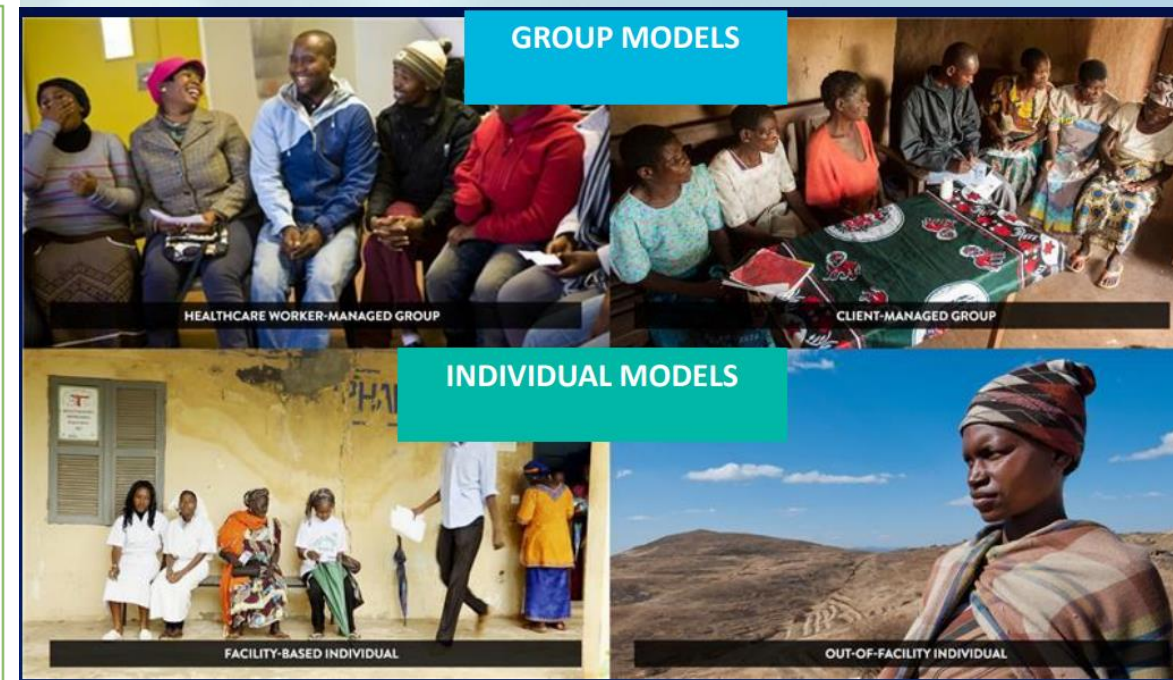 GROUP MODELS
HEALTHCARE WORKER-MANAGED GROUP
CLIENT-MANAGED GROUP
INDIVIDUAL MODELS
FACILITY-BASED INDIVIDUAL
OUT-OF-FACILITY INDIVIDUAL